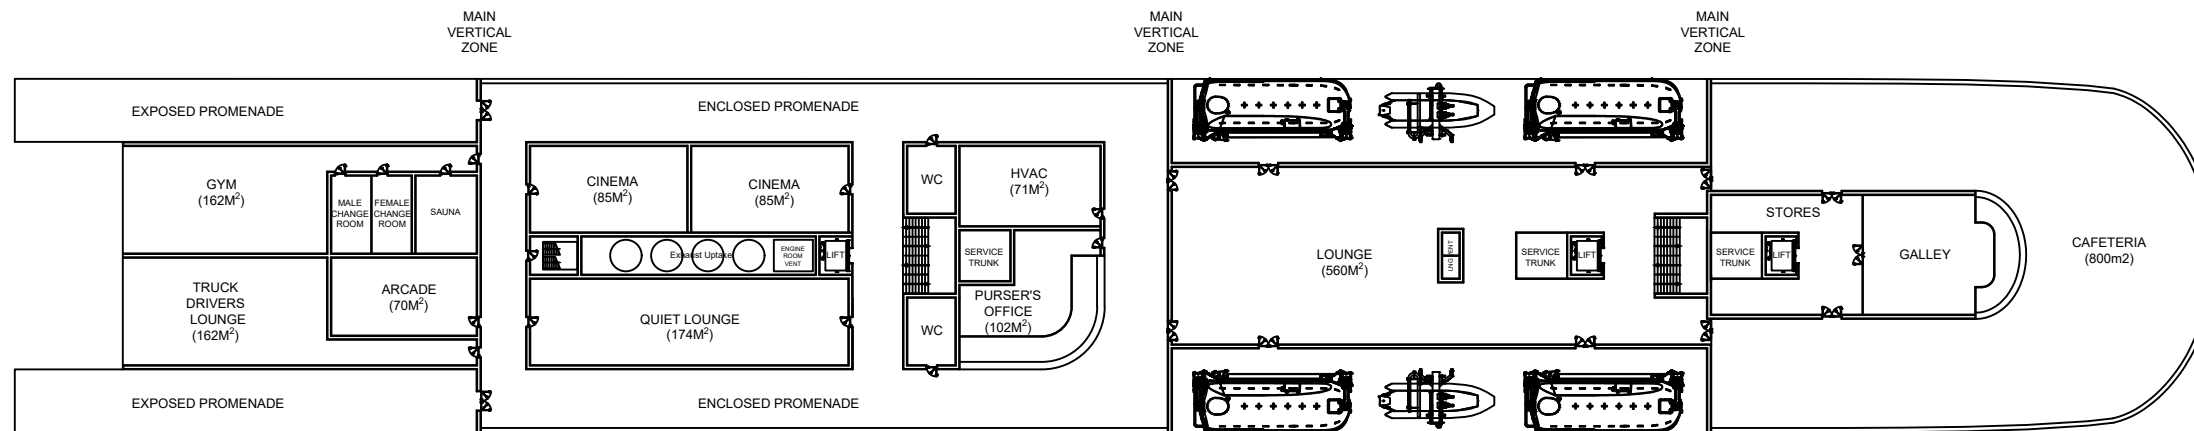 MAIN
VERTICAL
ZONE
MAIN
VERTICAL
ZONE
MAIN
VERTICAL
ZONE
EXPOSED PROMENADE
ENCLOSED PROMENADE
GYM
(162M²)
MALE
CHANGE
ROOM
FEMALE
CHANGE
ROOM
SAUNA
CINEMA
(85M²)
CINEMA
(85M²)
WC
HVAC
(71M²)
STORES
Exhaust Uptake
ENGINE
ROOM
VENT
LIFT
SERVICE
TRUNK
LOUNGE
(560M²)
LNG VENT
SERVICE
TRUNK
LIFT
SERVICE
TRUNK
LIFT
GALLEY
CAFETERIA
(800m2)
TRUCK
DRIVERS
LOUNGE
(162M²)
ARCADE
(70M²)
QUIET LOUNGE
(174M²)
WC
PURSER'S
OFFICE
(102M²)
EXPOSED PROMENADE
ENCLOSED PROMENADE